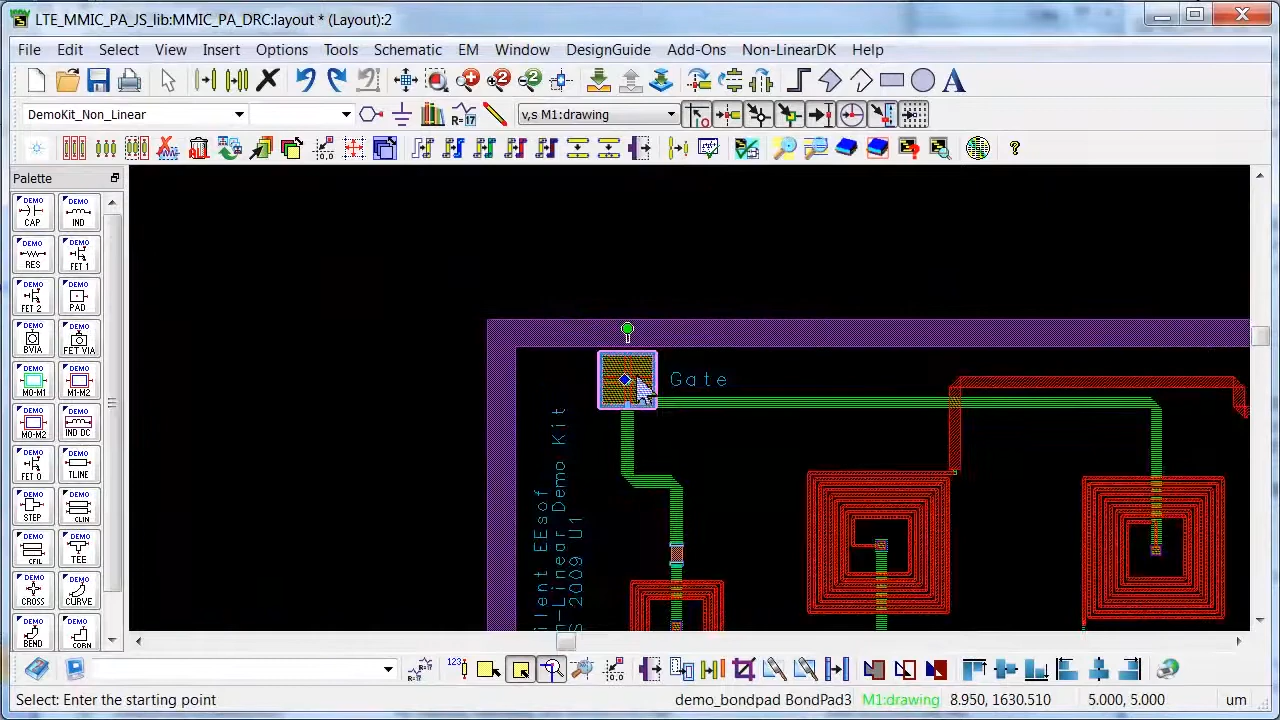 LTE_MMIC_PA_JS_lib:MMIC_PA_DRC:layout * (Layout):2
File Edit Select View Insert Options Tools Schematic EM Window DesignGuide Add-Ons Non-LinearDK Help
DemoKit_Non_Linear
v,s M1:drawing
Palette
DEMO CAP DEMO IND
DEMO RES DEMO FET 1
DEMO FET 2 DEMO PAD
DEMO BVIA DEMO FET VIA
DEMO M0-M1 DEMO M1-M2
DEMO M0-M2 DEMO IND DC
DEMO FET 0 DEMO TLINE
DEMO STEP DEMO CLIN
DEMO CFIL DEMO TEE
DEMO CROSS DEMO CURVE
DEMO BEND DEMO CORN
Gate
ilent EEsof
n-Linear Demo Kit
S 2009 U1
Select: Enter the starting point
demo_bondpad BondPad3 M1:drawing 8.950, 1630.510 5.000, 5.000 um